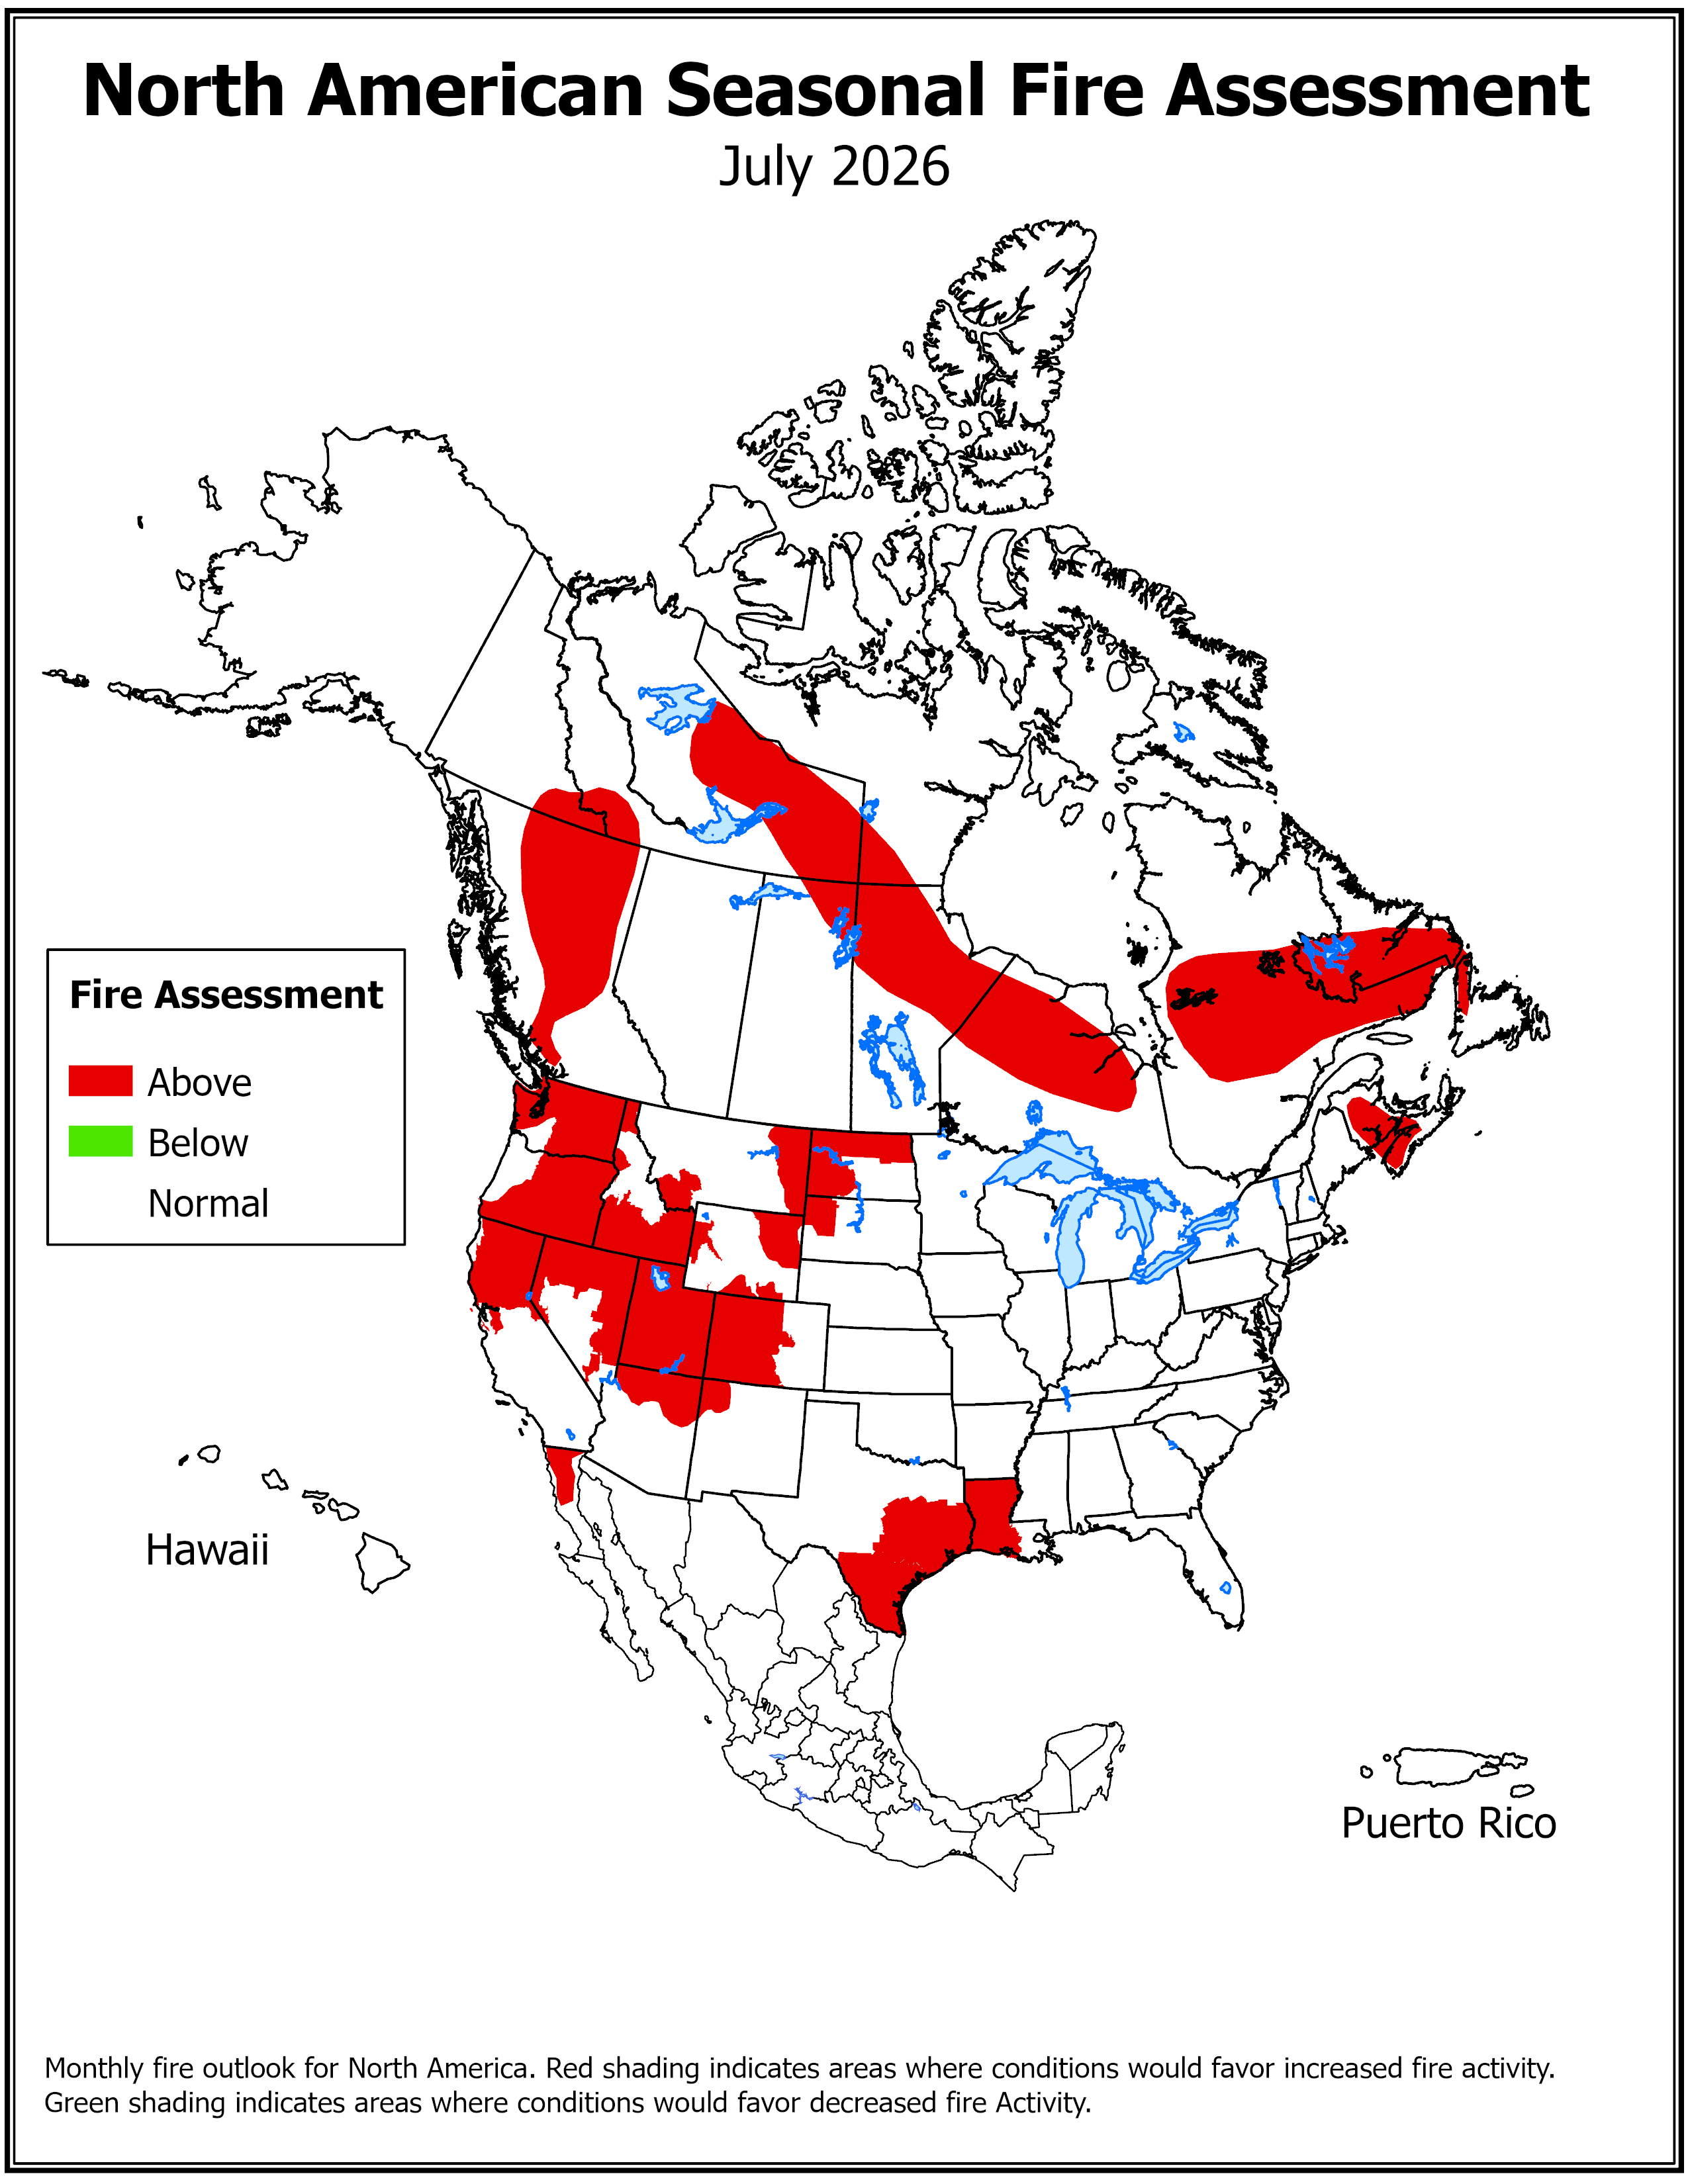 North American Seasonal Fire Assessment
July 2026
Fire Assessment
Above
Below
Normal
Hawaii
Puerto Rico
Monthly fire outlook for North America. Red shading indicates areas where conditions would favor increased fire activity.
Green shading indicates areas where conditions would favor decreased fire Activity.